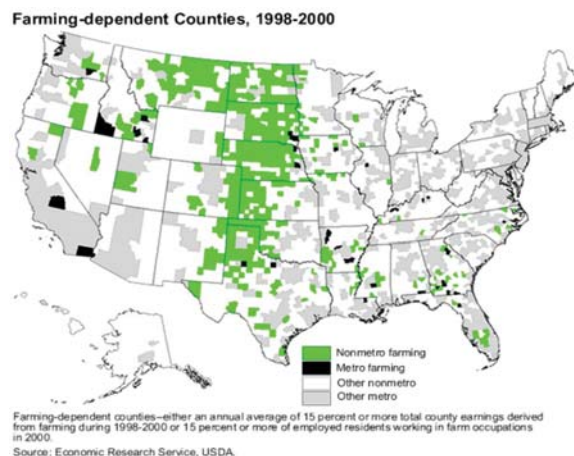 Farming-dependent Counties, 1998-2000
Nonmetro farming
Metro farming
Other nonmetro
Other metro
Farming-dependent counties--either an annual average of 15 percent or more total county earnings derived
from farming during 1998-2000 or 15 percent or more of employed residents working in farm occupations
in 2000.
Source: Economic Research Service, USDA.